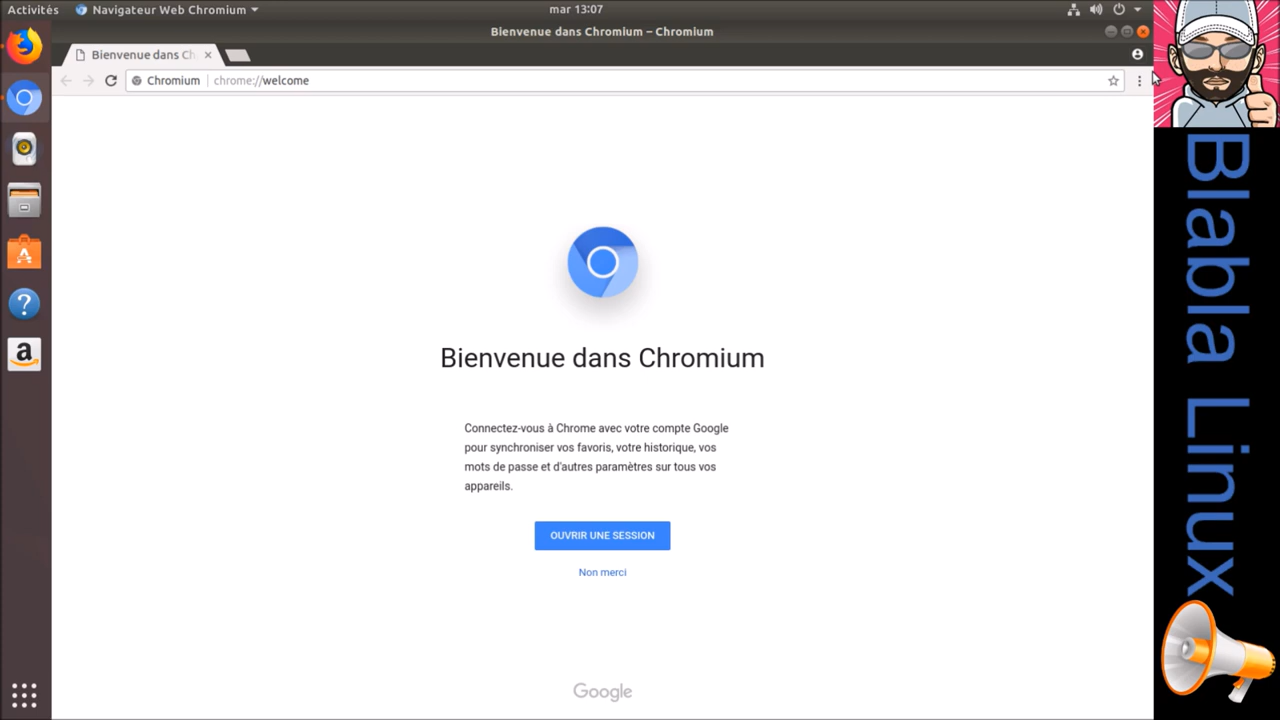 Activités
Navigateur Web Chromium
mar 13:07
Bienvenue dans Chromium – Chromium
Bienvenue dans Ch
Chromium
chrome://welcome
Bienvenue dans Chromium
Connectez-vous à Chrome avec votre compte Google
pour synchroniser vos favoris, votre historique, vos
mots de passe et d'autres paramètres sur tous vos
appareils.
OUVRIR UNE SESSION
Non merci
Google
Blabla Linux